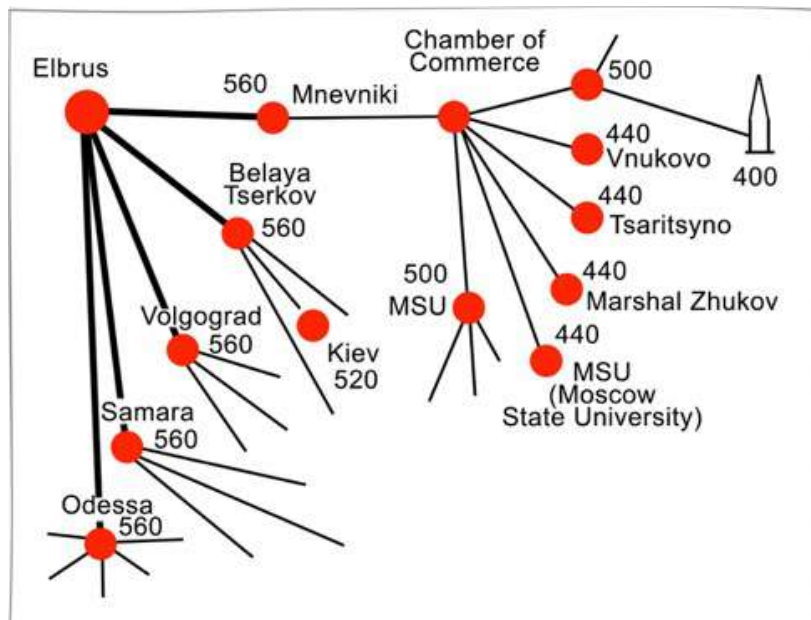 Elbrus
560
Mnevniki
Chamber of
Commerce
500
400
440
Vnukovo
440
Tsaritsyno
440
Marshal Zhukov
440
MSU
(Moscow
State University)
500
MSU
Belaya
Tserkov
560
Kiev
520
Volgograd
560
Samara
560
Odessa
560